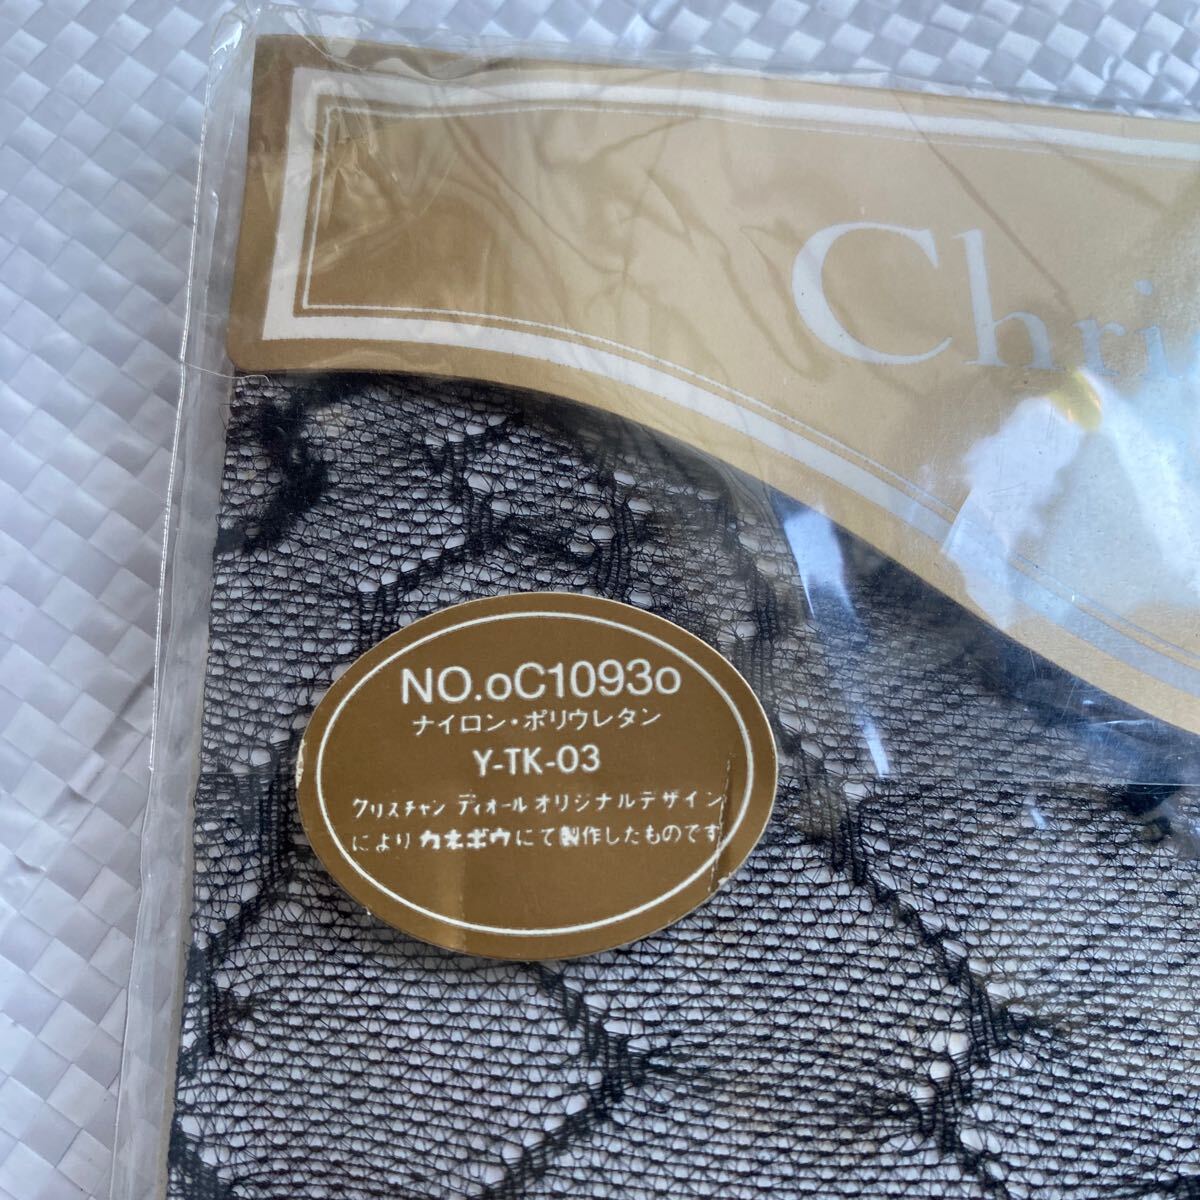 Chri
NO.oC1093o
ナイロン・ポリウレタン
Y-TK-03
クリスチャン ディオールオリジナルデザイン
により カネボウにて製作したものです